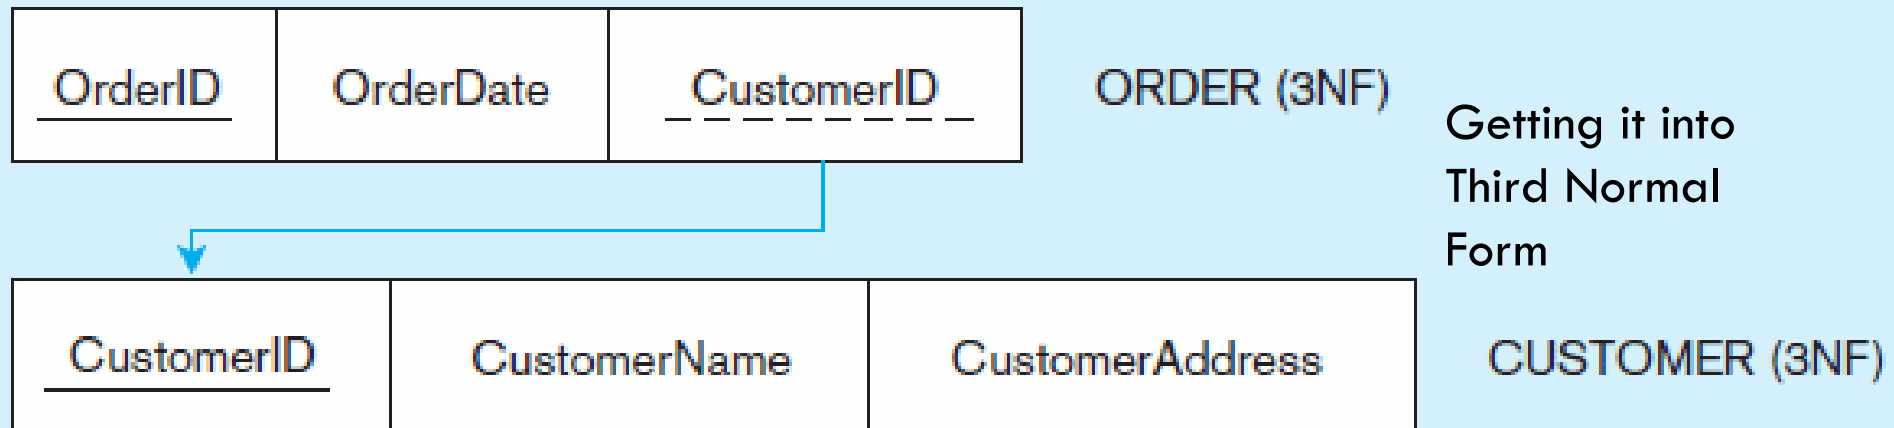 OrderID OrderDate CustomerID ORDER (3NF)
Getting it into
Third Normal
Form
CustomerID CustomerName CustomerAddress CUSTOMER (3NF)